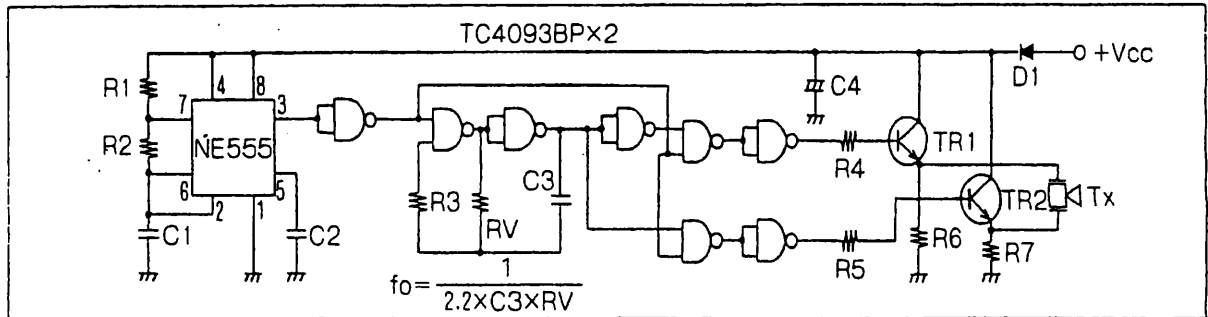 TC4093BP×2
+Vcc
D1
R1
4
8
C4
7
3
TR1
NE555
R2
R4
6
5
C3
R3
RV
TR2
Tx
2
1
C1
C2
R5
R6
R7
fo= 1
2.2×C3×RV